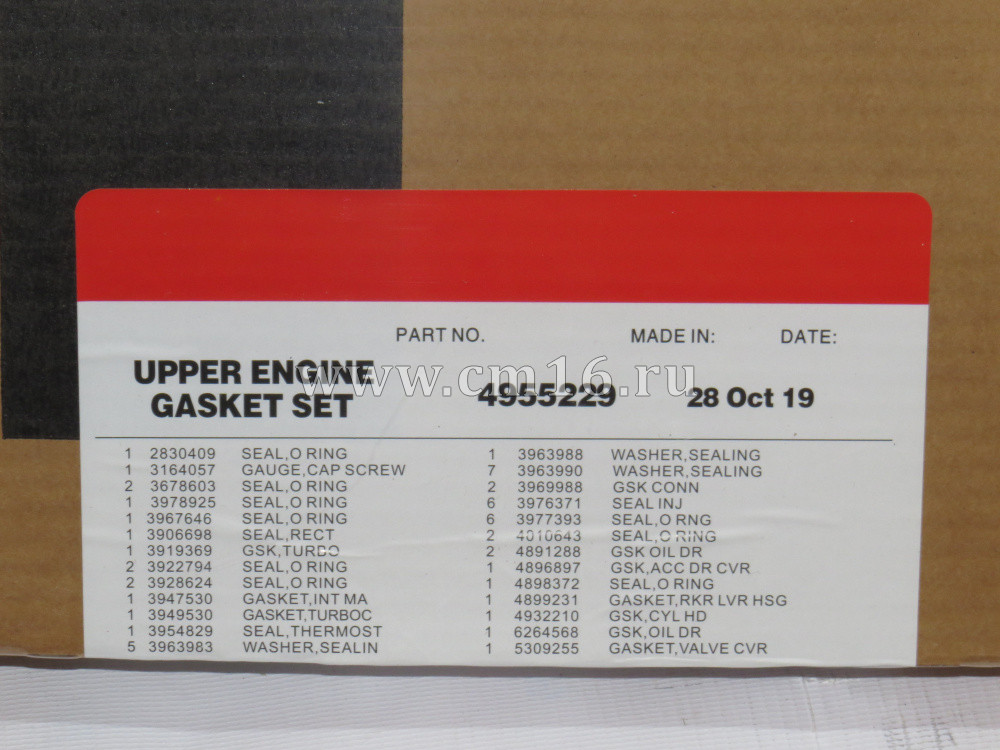 PART NO. MADE IN: DATE:
UPPER ENGINE
GASKET SET
4955229 28 Oct 19
www.cm16.ru
1 2830409 SEAL,O RING
1 3164057 GAUGE,CAP SCREW
2 3678603 SEAL,O RING
1 3978925 SEAL,O RING
1 3967646 SEAL,O RING
1 3906698 SEAL,RECT
1 3919369 GSK,TURBO
2 3922794 SEAL,O RING
2 3928624 SEAL,O RING
1 3947530 GASKET,INT MA
1 3949530 GASKET,TURBOC
1 3954829 SEAL,THERMOST
5 3963983 WASHER,SEALIN
1 3963988 WASHER,SEALING
7 3963990 WASHER,SEALING
2 3969988 GSK CONN
6 3976371 SEAL INJ
6 3977393 SEAL,O RNG
2 4010643 SEAL,O RING
2 4891288 GSK OIL DR
1 4896897 GSK,ACC DR CVR
1 4898372 SEAL,O RING
1 4899231 GASKET,RKR LVR HSG
1 4932210 GSK,CYL HD
1 6264568 GSK,OIL DR
1 5309255 GASKET,VALVE CVR